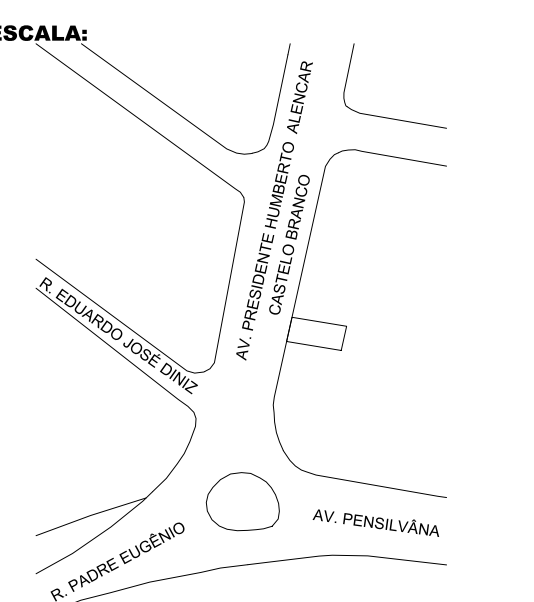 ESCALA:
AV. PRESIDENTE HUMBERTO ALENCAR
CASTELO BRANCO
R. EDUARDO JOSÉ DINIZ
AV. PENSILVÂNA
R. PADRE EUGÊNIO